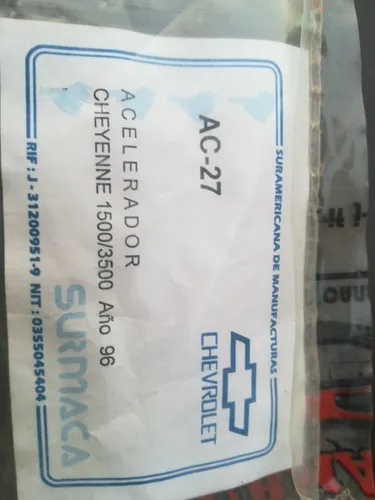 SURAMERICANA DE MANUFACTURAS
AC-27
CHEVROLET
ACELERADOR
CHEYENNE 1500/3500 Año 96
SURMACA
RIF: J-31200951-9 NIT: 0355045404